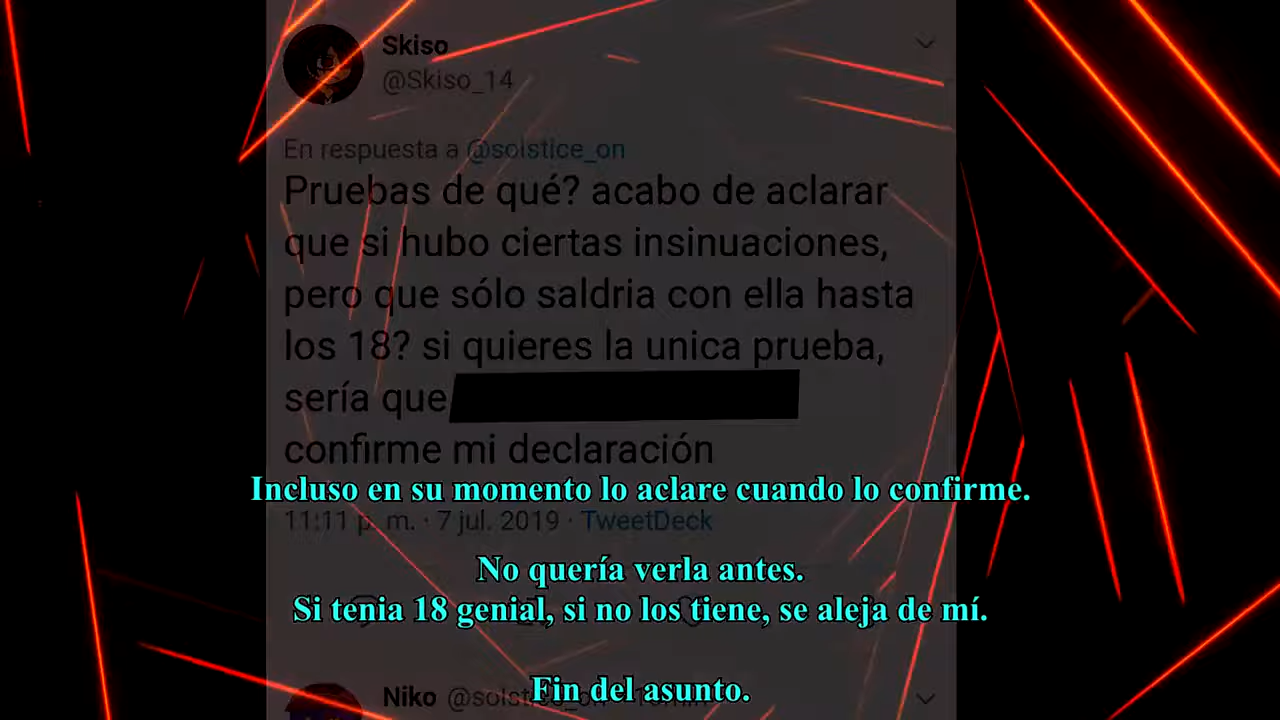 Skiso
@Skiso_14
En respuesta a @solstice_on
Pruebas de qué? acabo de aclarar
que si hubo ciertas insinuaciones,
pero que sólo saldria con ella hasta
los 18? si quieres la unica prueba,
sería que
confirme mi declaración
Incluso en su momento lo aclare cuando lo confirme.
11:11 p. m. · 7 jul. 2019 · TweetDeck
No quería verla antes.
Si tenia 18 genial, si no los tiene, se aleja de mí.
Fin del asunto.
Niko @solstice_on